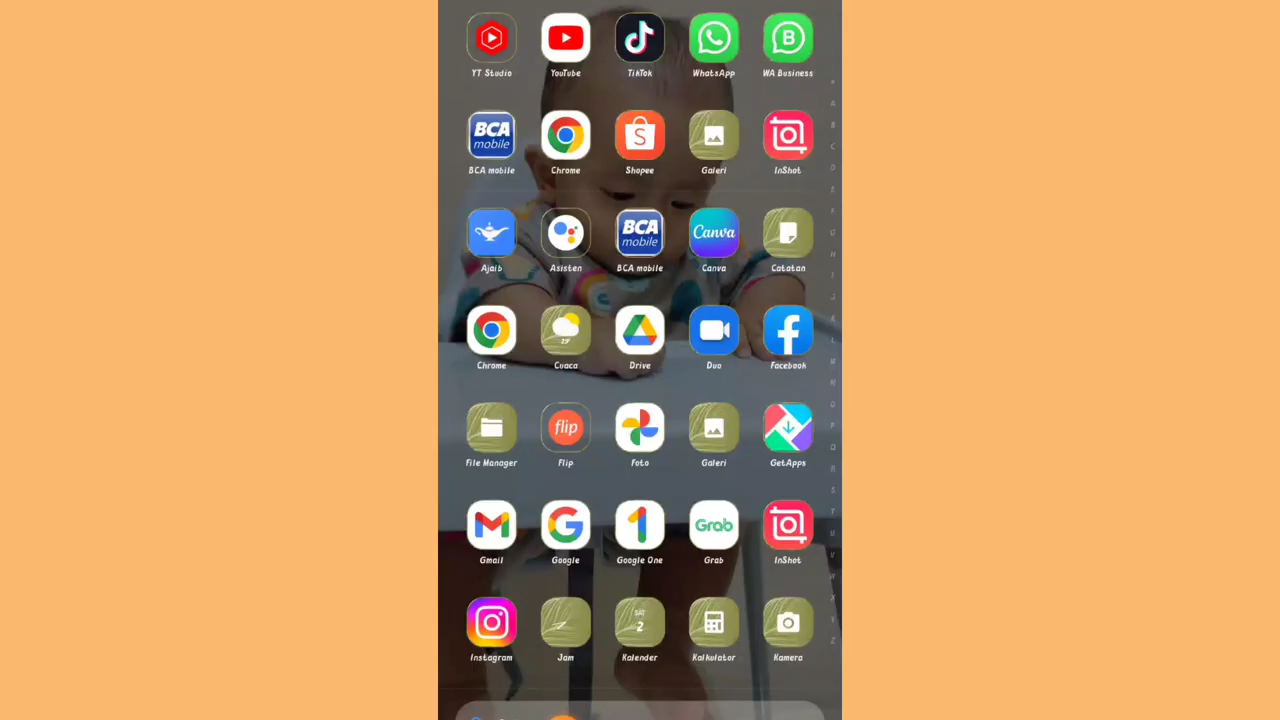 YT Studio YouTube TikTok WhatsApp WA Business
BCA mobile
BCA mobile Chrome Shopee Galeri InShot
BCA mobile Canva
Ajaib Asisten BCA mobile Canva Catatan
Chrome Cuaca Drive Duo Facebook
flip
File Manager Flip Foto Galeri GetApps
Grab
Gmail Google Google One Grab InShot
SAT
2
Instagram Jam Kalender Kalkulator Kamera